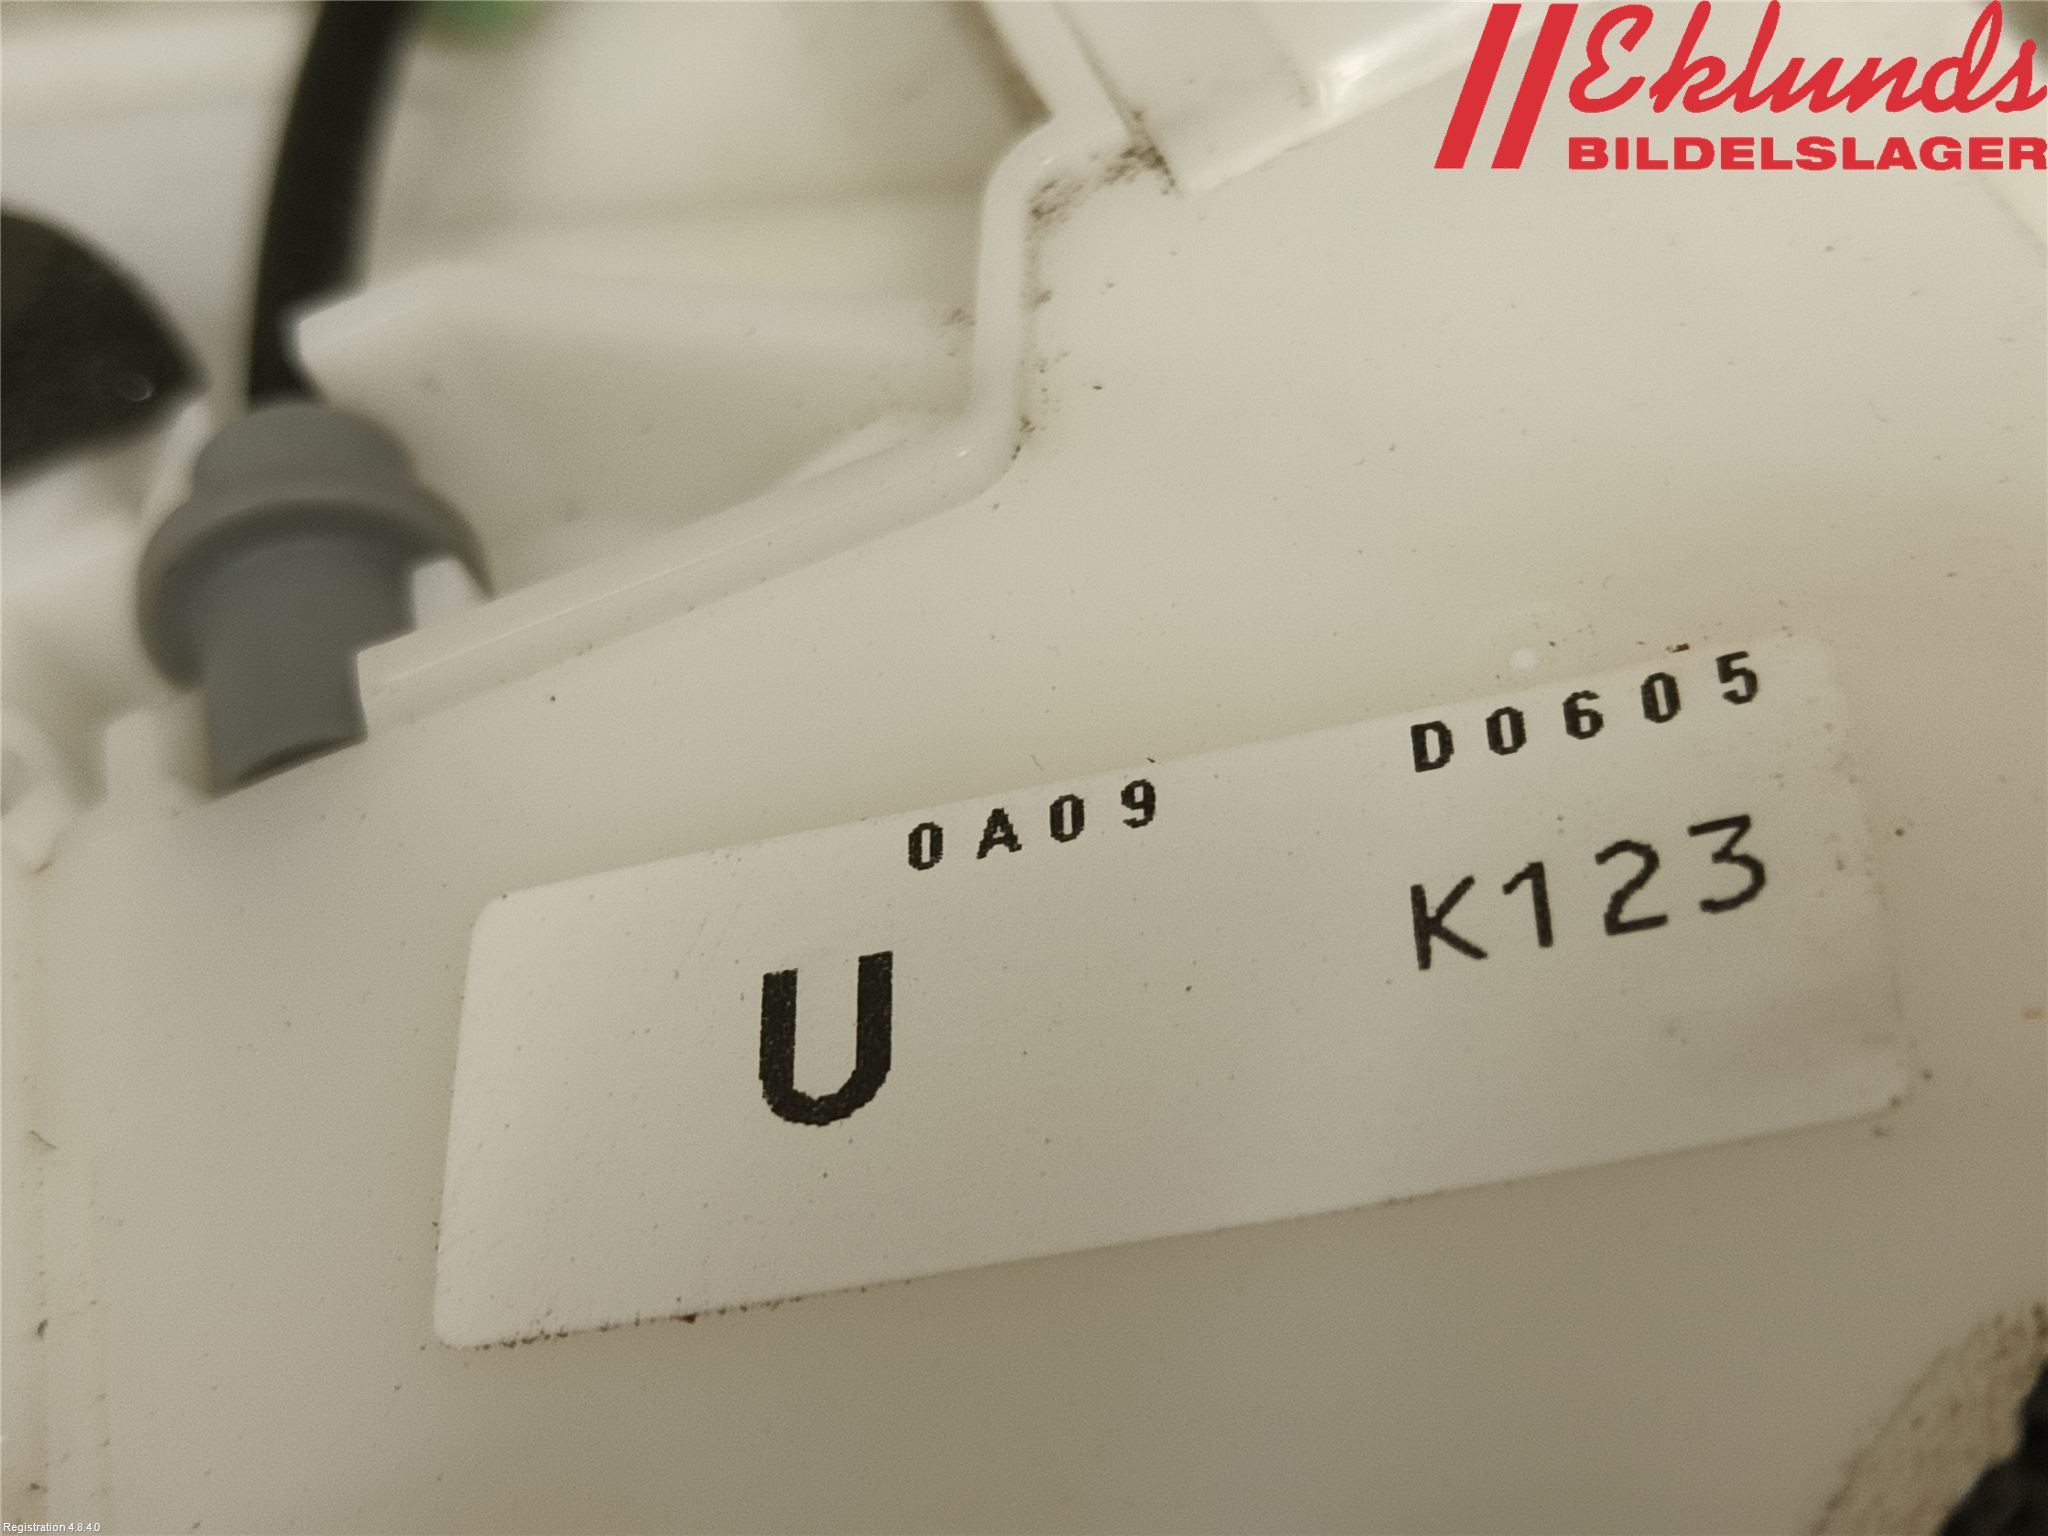 Eklunds
BILDELSLAGER
0A09 D0605
U K123
Registration 4.8.4.0